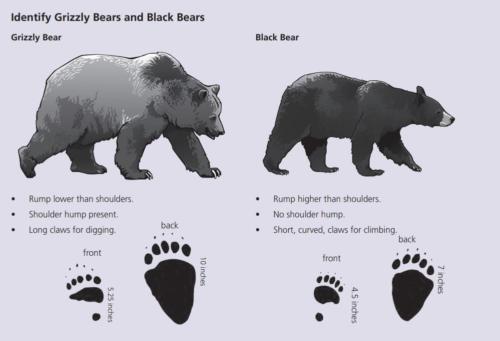 Identify Grizzly Bears and Black Bears
Grizzly Bear
• Rump lower than shoulders.
• Shoulder hump present.
• Long claws for digging.
front
5.25 inches
back
10 inches
Black Bear
• Rump higher than shoulders.
• No shoulder hump.
• Short, curved, claws for climbing.
front
4.5 inches
back
7 inches